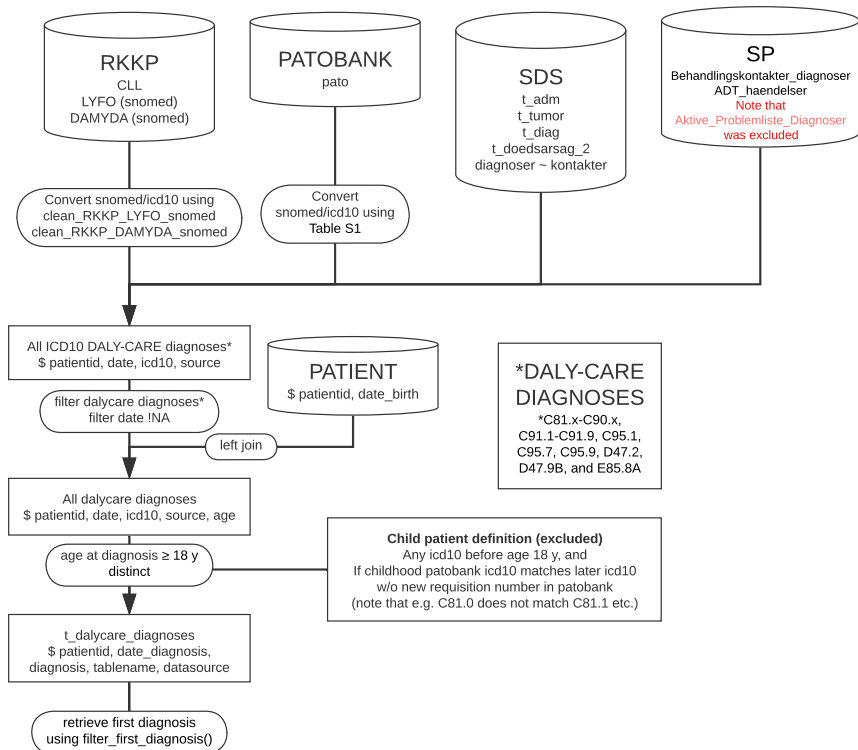 RKKP
CLL
LYFO (snomed)
DAMYDA (snomed)
PATOBANK
pato
SDS
t_adm
t_tumor
t_diag
t_doedsarsag_2
diagnoser ~ kontakter
SP
Behandlingskontakter_diagnoser
ADT_haendelser
Note that
Aktive_Problemliste_Diagnoser
was excluded
Convert snomed/icd10 using
clean_RKKP_LYFO_snomed
clean_RKKP_DAMYDA_snomed
Convert
snomed/icd10 using
Table S1
All ICD10 DALY-CARE diagnoses*
$ patientid, date, icd10, source
filter dalycare diagnoses*
filter date !NA
PATIENT
$ patientid, date_birth
left join
*DALY-CARE
DIAGNOSES
*C81.x-C90.x,
C91.1-C91.9, C95.1,
C95.7, C95.9, D47.2,
D47.9B, and E85.8A
All dalycare diagnoses
$ patientid, date, icd10, source, age
age at diagnosis ≥ 18 y
distinct
Child patient definition (excluded)
Any icd10 before age 18 y, and
If childhood patobank icd10 matches later icd10
w/o new requisition number in patobank
(note that e.g. C81.0 does not match C81.1 etc.)
t_dalycare_diagnoses
$ patientid, date_diagnosis,
diagnosis, tablename, datasource
retrieve first diagnosis
using filter_first_diagnosis()